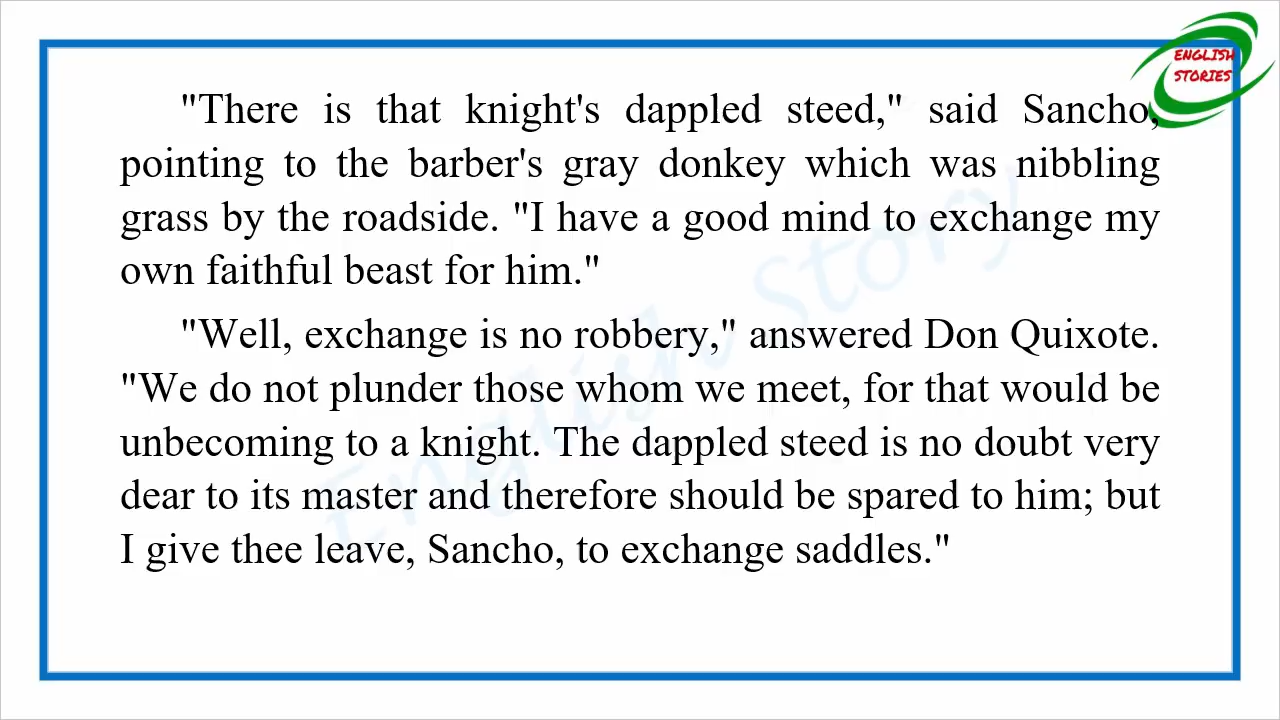 ENGLISH
STORIES
"There is that knight's dappled steed," said Sancho,
pointing to the barber's gray donkey which was nibbling
grass by the roadside. "I have a good mind to exchange my
own faithful beast for him."
"Well, exchange is no robbery," answered Don Quixote.
"We do not plunder those whom we meet, for that would be
unbecoming to a knight. The dappled steed is no doubt very
dear to its master and therefore should be spared to him; but
I give thee leave, Sancho, to exchange saddles."
English Story